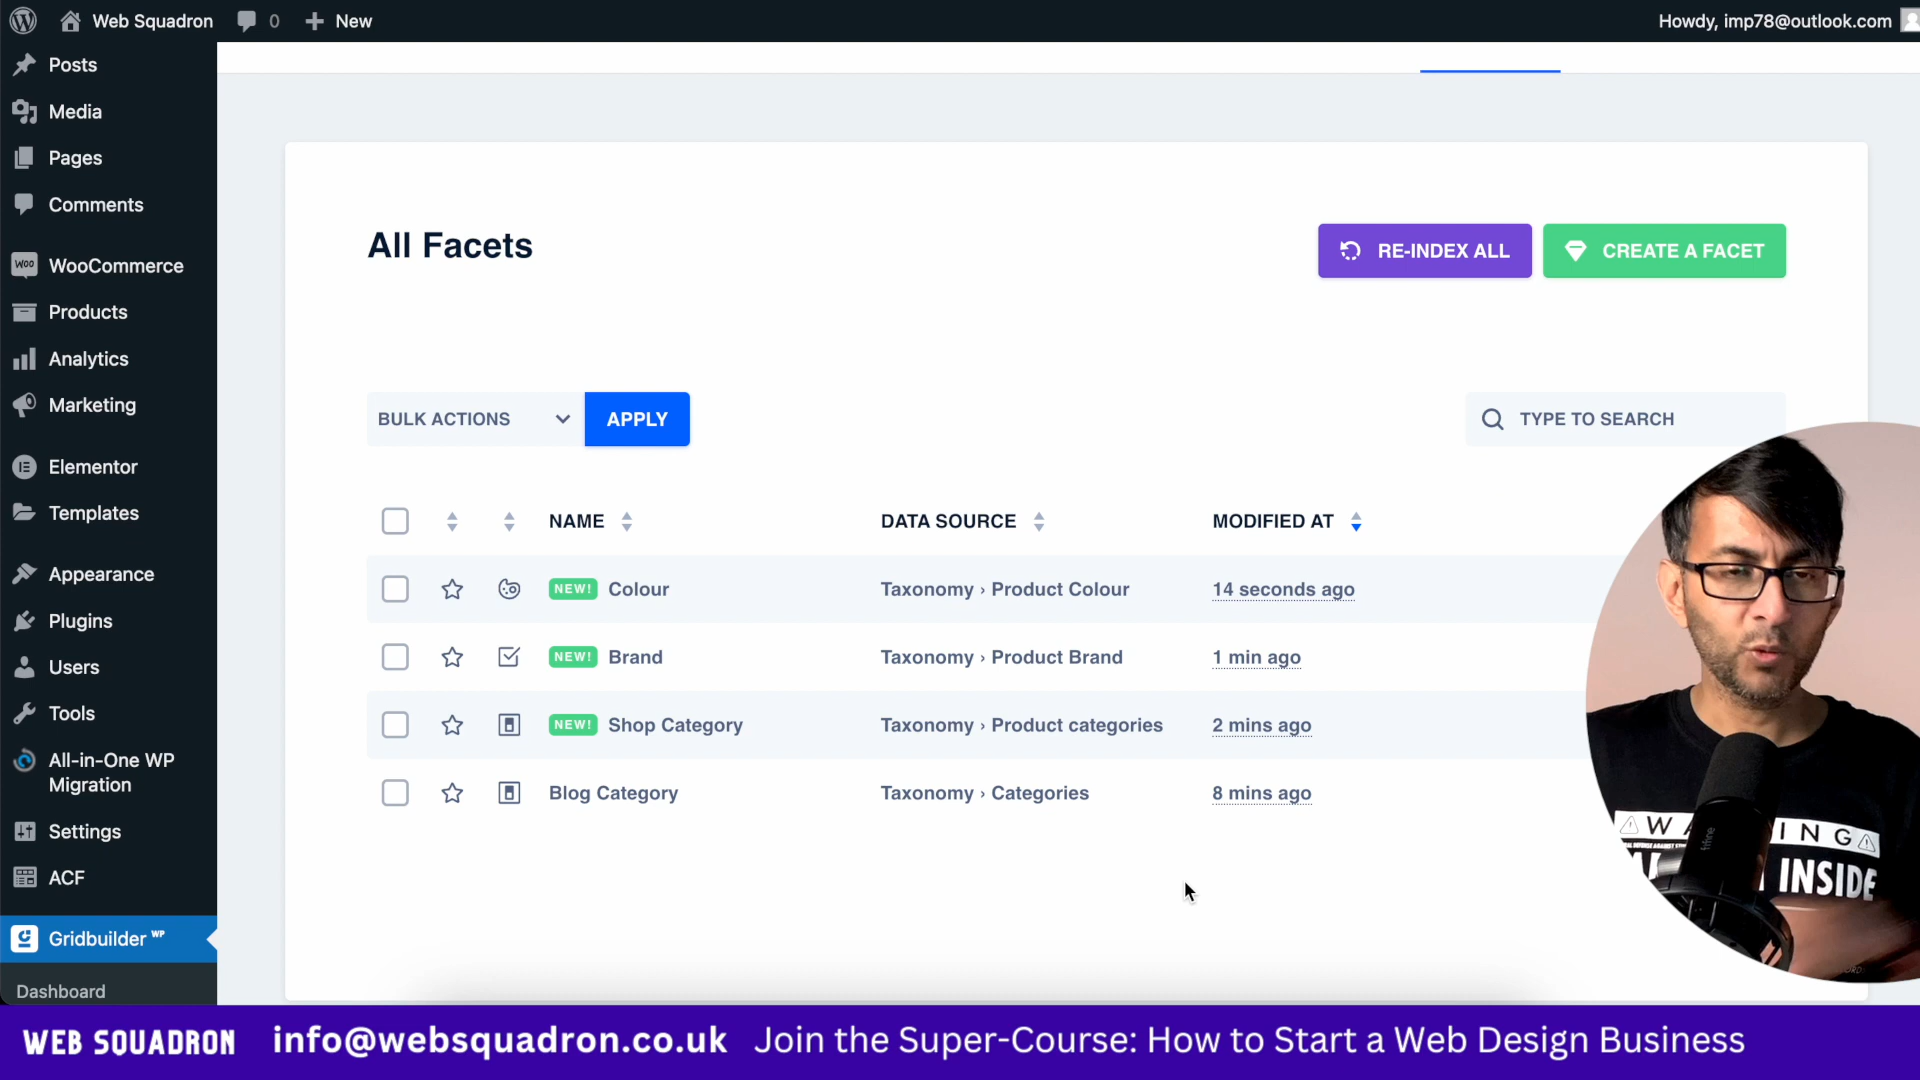 Web Squadron
0
New
Howdy, imp78@outlook.com
Posts
Media
Pages
Comments
WooCommerce
Products
Analytics
Marketing
Elementor
Templates
Appearance
Plugins
Users
Tools
All-in-One WP
Migration
Settings
ACF
Gridbuilder WP
Dashboard
All Facets
RE-INDEX ALL
CREATE A FACET
BULK ACTIONS
APPLY
TYPE TO SEARCH
NAME
DATA SOURCE
MODIFIED AT
NEW! Colour Taxonomy › Product Colour 14 seconds ago
NEW! Brand Taxonomy › Product Brand 1 min ago
NEW! Shop Category Taxonomy › Product categories 2 mins ago
Blog Category Taxonomy › Categories 8 mins ago
INSIDE
WEB SQUADRON info@websquadron.co.uk Join the Super-Course: How to Start a Web Design Business